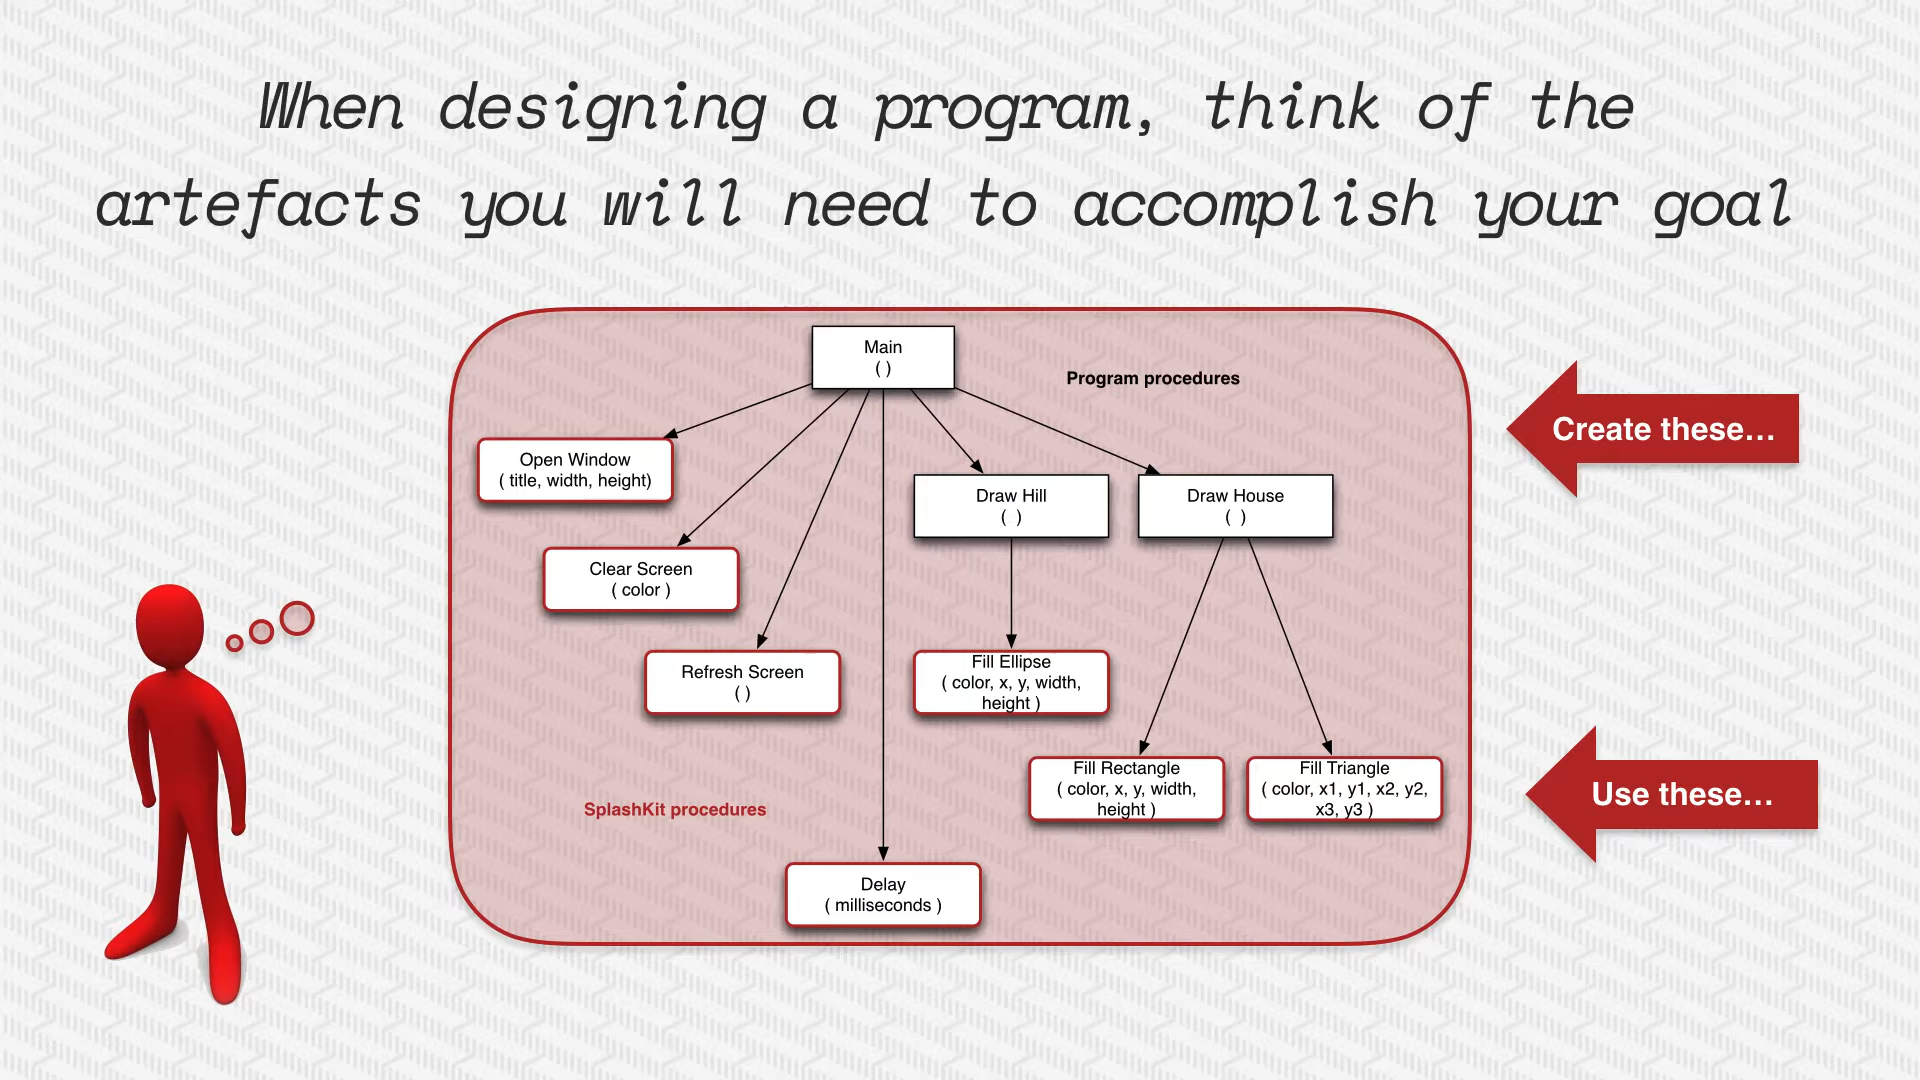 When designing a program, think of the
artefacts you will need to accomplish your goal
Main
( )
Program procedures
Create these...
Open Window
( title, width, height)
Draw Hill
(  )
Draw House
(  )
Clear Screen
( color )
Refresh Screen
( )
Fill Ellipse
( color, x, y, width,
height )
Fill Rectangle
( color, x, y, width,
height )
Fill Triangle
( color, x1, y1, x2, y2,
x3, y3 )
Use these...
SplashKit procedures
Delay
( milliseconds )